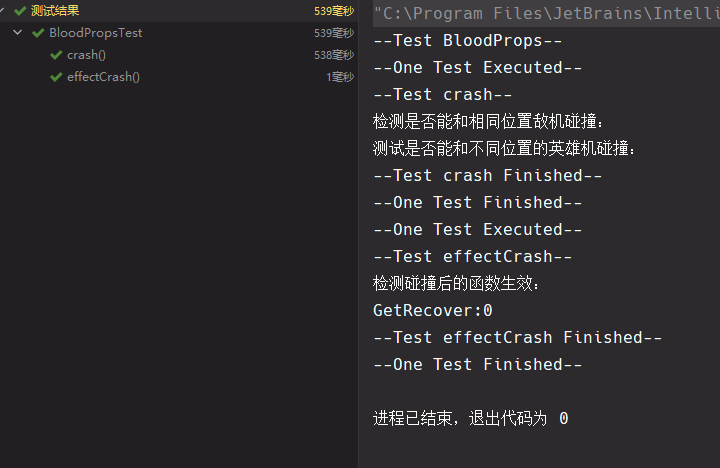 测试结果 539毫秒
BloodPropsTest 539毫秒
crash() 538毫秒
effectCrash() 1毫秒
"C:\Program Files\JetBrains\Intelli
--Test BloodProps--
--One Test Executed--
--Test crash--
检测是否能和相同位置敌机碰撞:
测试是否能和不同位置的英雄机碰撞:
--Test crash Finished--
--One Test Finished--
--One Test Executed--
--Test effectCrash--
检测碰撞后的函数生效:
GetRecover:0
--Test effectCrash Finished--
--One Test Finished--
进程已结束,退出代码为 0